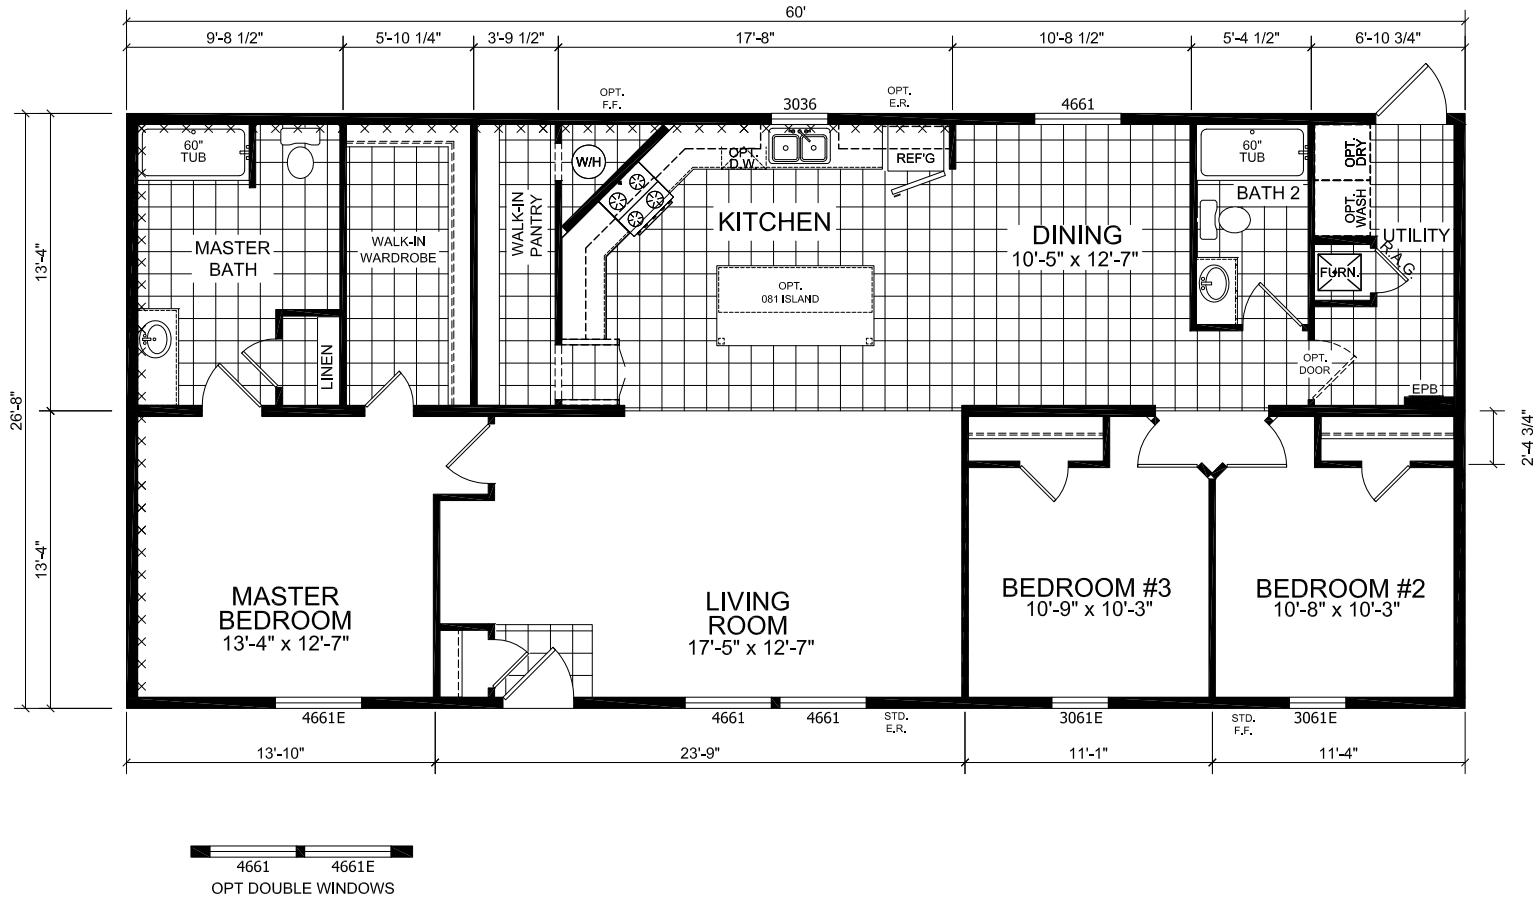 60'
9'-8 1/2"
5'-10 1/4"
3'-9 1/2"
17'-8"
10'-8 1/2"
5'-4 1/2"
6'-10 3/4"
OPT.
F.F.
3036
OPT.
E.R.
4661
60"
TUB
W/H
OPT.
D.W.
REF'G
60"
TUB
OPT.
DRY
BATH 2
OPT.
WASH
MASTER
BATH
WALK-IN
WARDROBE
WALK-IN
PANTRY
KITCHEN
DINING
10'-5" x 12'-7"
UTILITY
R.A.G.
FURN.
OPT.
081 ISLAND
LINEN
OPT.
DOOR
EPB
13'-4"
26'-8"
13'-4"
2'-4 3/4"
MASTER
BEDROOM
13'-4" x 12'-7"
LIVING
ROOM
17'-5" x 12'-7"
BEDROOM #3
10'-9" x 10'-3"
BEDROOM #2
10'-8" x 10'-3"
4661E
4661
4661
STD.
E.R.
3061E
STD.
F.F.
3061E
13'-10"
23'-9"
11'-1"
11'-4"
4661
4661E
OPT DOUBLE WINDOWS